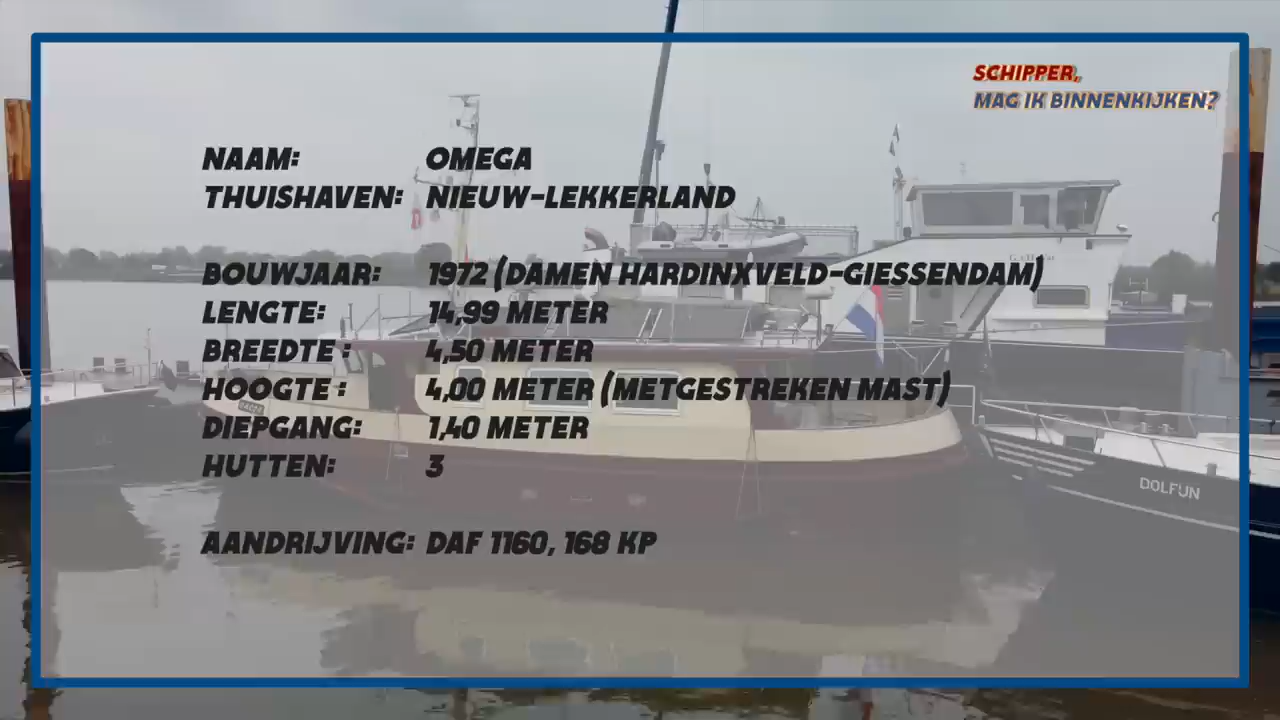 SCHIPPER,
MAG IK BINNENKIJKEN?
NAAM: OMEGA
THUISHAVEN: NIEUW-LEKKERLAND
BOUWJAAR: 1972 (DAMEN HARDINXVELD-GIESSENDAM)
LENGTE: 14,99 METER
BREEDTE : 4,50 METER
HOOGTE : 4,00 METER (METGESTREKEN MAST)
DIEPGANG: 1,40 METER
HUTTEN: 3
AANDRIJVING: DAF 1160, 168 KP
DOLFIJN